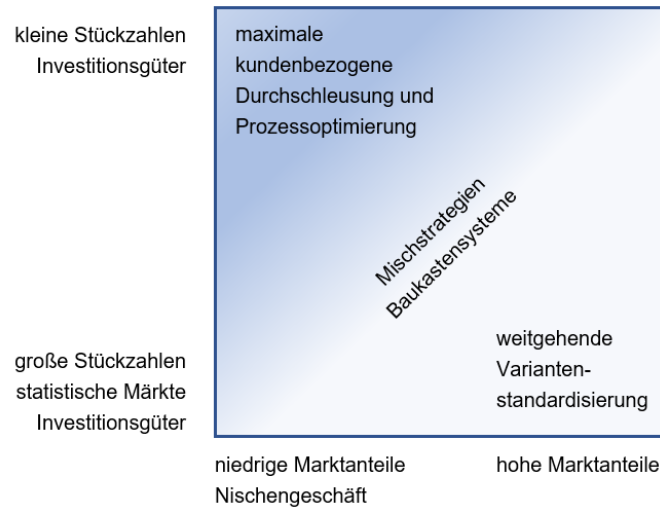 kleine Stückzahlen
Investitionsgüter
maximale
kundenbezogene
Durchschleusung und
Prozessoptimierung
Mischstrategien
Baukastensysteme
weitgehende
Varianten-
standardisierung
große Stückzahlen
statistische Märkte
Investitionsgüter
niedrige Marktanteile
Nischengeschäft
hohe Marktanteile